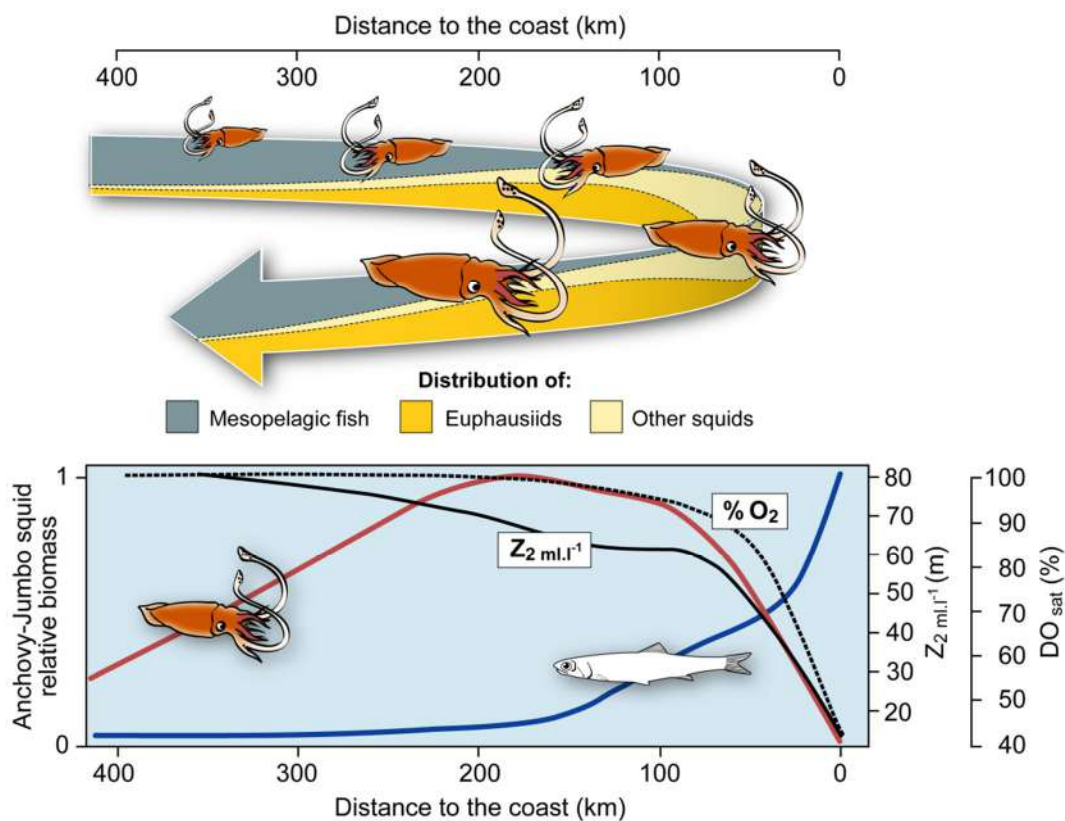 Distance to the coast (km)
400 300 200 100 0
Distribution of:
Mesopelagic fish Euphausiids Other squids
Anchovy-Jumbo squid
relative biomass
1
0
% O2
Z2 ml.l-1
80
70
60
50
40
30
20
Z2 ml.l-1 (m)
100
90
80
70
60
50
40
DOsat (%)
400 300 200 100 0
Distance to the coast (km)